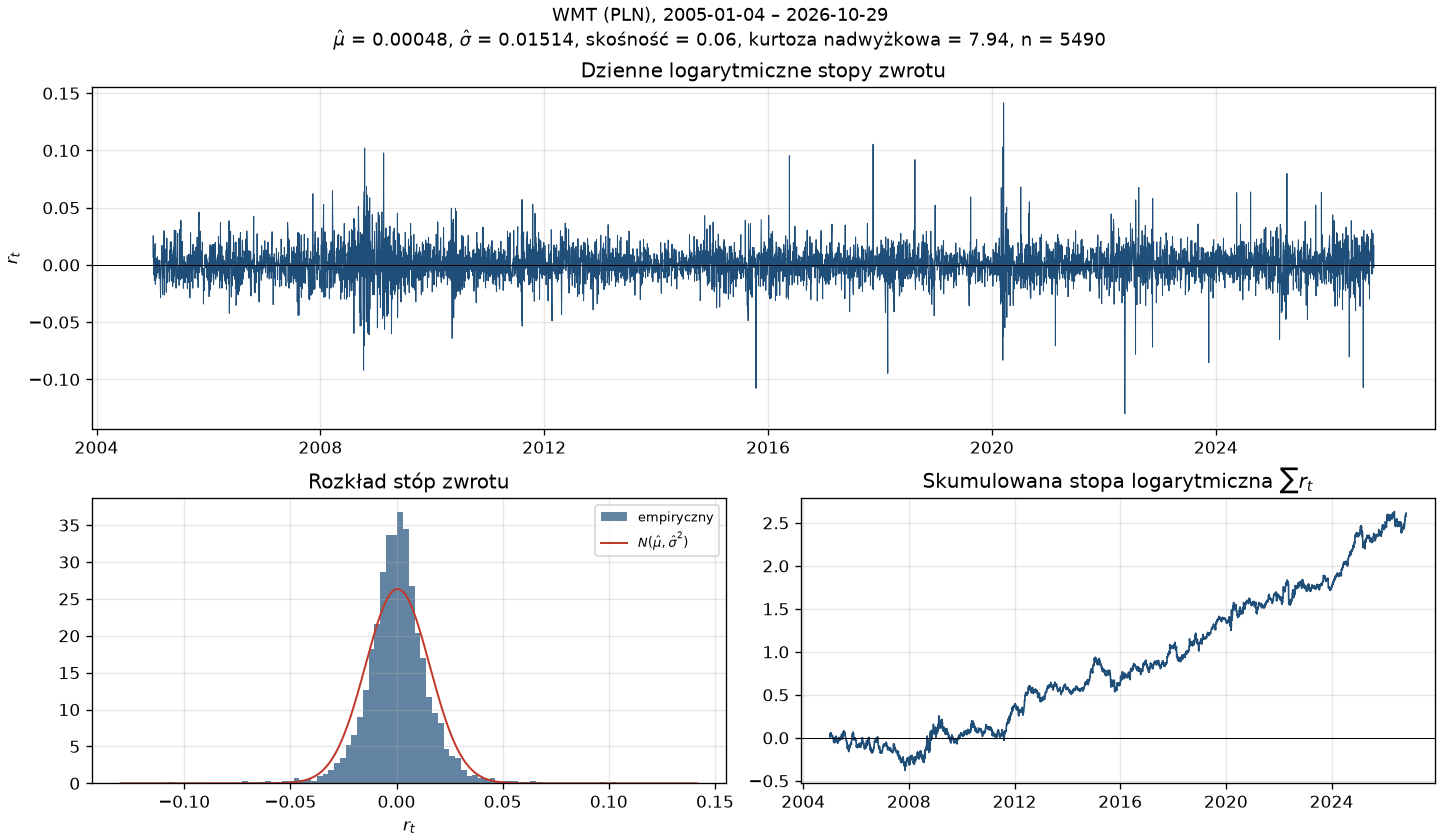 WMT (PLN), 2005-01-04 – 2026-10-29
μ̂ = 0.00048, σ̂ = 0.01514, skośność = 0.06, kurtoza nadwyżkowa = 7.94, n = 5490
Dzienne logarytmiczne stopy zwrotu
0.15
0.10
0.05
0.00
−0.05
−0.10
r_t
2004 2008 2012 2016 2020 2024
Rozkład stóp zwrotu
35
30
25
20
15
10
5
0
empiryczny
N(μ̂, σ̂²)
−0.10 −0.05 0.00 0.05 0.10 0.15
r_t
Skumulowana stopa logarytmiczna ∑r_t
2.5
2.0
1.5
1.0
0.5
0.0
−0.5
2004 2008 2012 2016 2020 2024